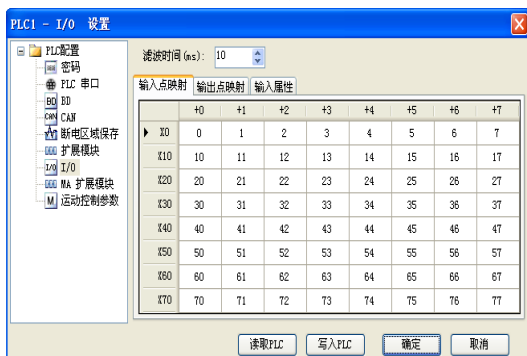 PLC1 - I/O 设置
PLC配置
密码
PLC 串口
BD BD
CAN CAN
断电区域保存
扩展模块
I/O I/O
MA 扩展模块
M 运动控制参数
滤波时间(ms): 10
输入点映射 输出点映射 输入属性
+0 +1 +2 +3 +4 +5 +6 +7
X0 0 1 2 3 4 5 6 7
X10 10 11 12 13 14 15 16 17
X20 20 21 22 23 24 25 26 27
X30 30 31 32 33 34 35 36 37
X40 40 41 42 43 44 45 46 47
X50 50 51 52 53 54 55 56 57
X60 60 61 62 63 64 65 66 67
X70 70 71 72 73 74 75 76 77
读取PLC 写入PLC 确定 取消